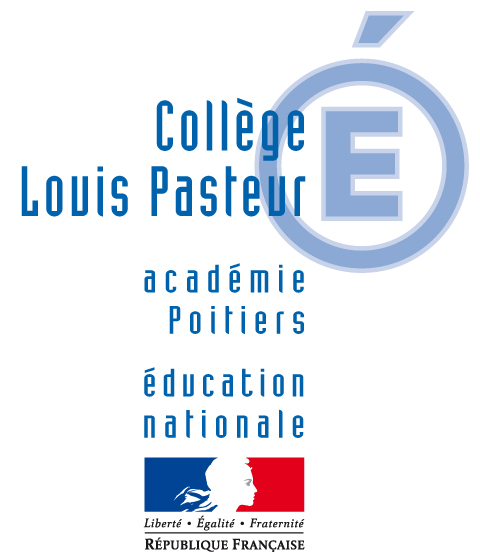 Collège
Louis Pasteur
É
académie
Poitiers
éducation
nationale
Liberté • Égalité • Fraternité
RÉPUBLIQUE FRANÇAISE